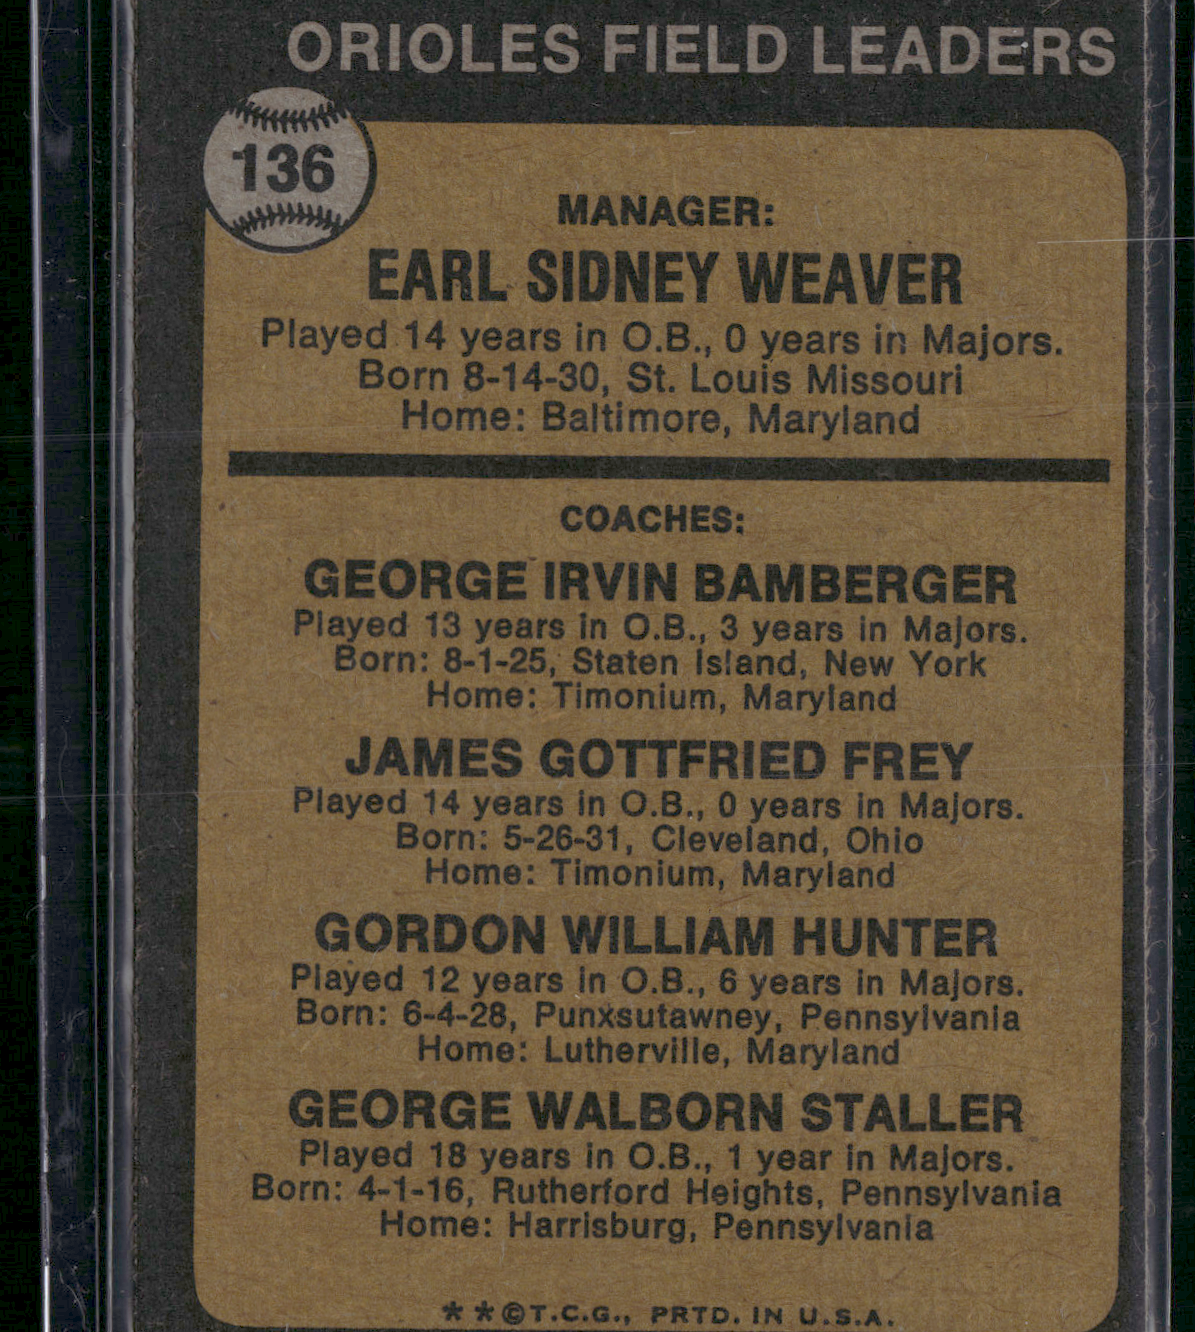 ORIOLES FIELD LEADERS
136
MANAGER:
EARL SIDNEY WEAVER
Played 14 years in O.B., 0 years in Majors.
Born 8-14-30, St. Louis Missouri
Home: Baltimore, Maryland
COACHES:
GEORGE IRVIN BAMBERGER
Played 13 years in O.B., 3 years in Majors.
Born: 8-1-25, Staten Island, New York
Home: Timonium, Maryland
JAMES GOTTFRIED FREY
Played 14 years in O.B., 0 years in Majors.
Born: 5-26-31, Cleveland, Ohio
Home: Timonium, Maryland
GORDON WILLIAM HUNTER
Played 12 years in O.B., 6 years in Majors.
Born: 6-4-28, Punxsutawney, Pennsylvania
Home: Lutherville, Maryland
GEORGE WALBORN STALLER
Played 18 years in O.B., 1 year in Majors.
Born: 4-1-16, Rutherford Heights, Pennsylvania
Home: Harrisburg, Pennsylvania
* * © T.C.G., PRTD. IN U.S.A.